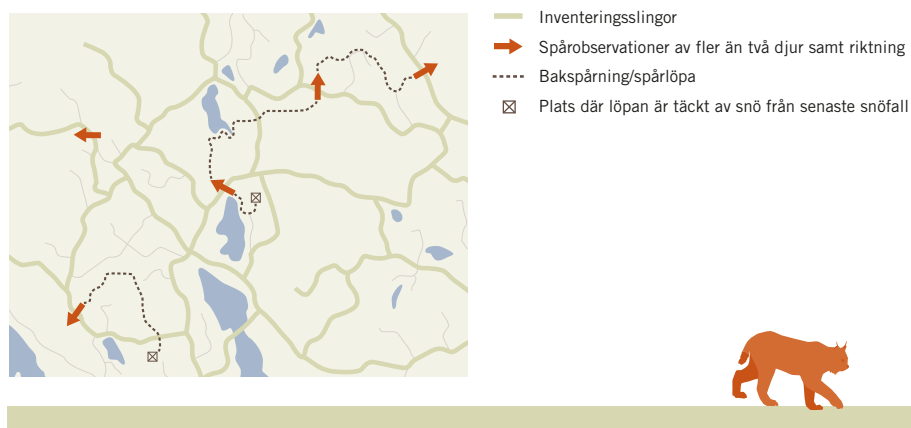 Inventeringsslingor
Spårobservationer av fler än två djur samt riktning
Bakspårning/spårlöpa
Plats där löpan är täckt av snö från senaste snöfall